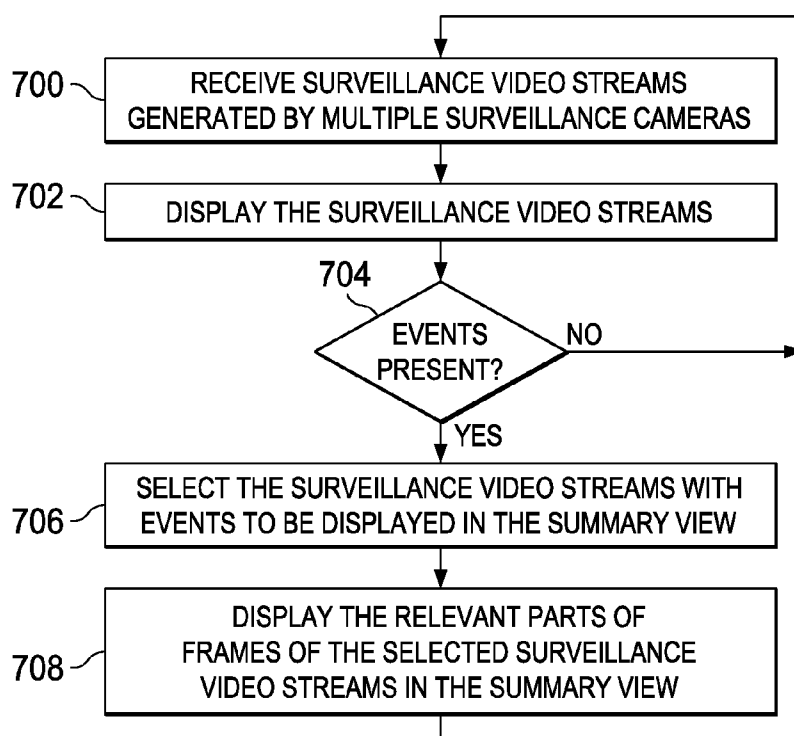 700
RECEIVE SURVEILLANCE VIDEO STREAMS
GENERATED BY MULTIPLE SURVEILLANCE CAMERAS
702
DISPLAY THE SURVEILLANCE VIDEO STREAMS
704
EVENTS
PRESENT?
NO
YES
706
SELECT THE SURVEILLANCE VIDEO STREAMS WITH
EVENTS TO BE DISPLAYED IN THE SUMMARY VIEW
708
DISPLAY THE RELEVANT PARTS OF
FRAMES OF THE SELECTED SURVEILLANCE
VIDEO STREAMS IN THE SUMMARY VIEW